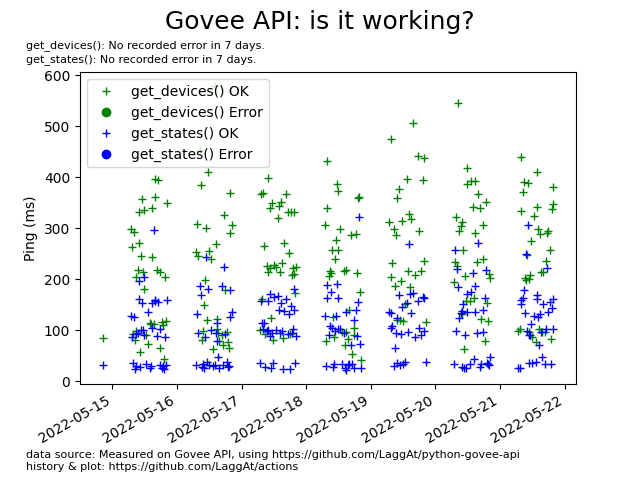 Govee API: is it working?
get_devices(): No recorded error in 7 days.
get_states(): No recorded error in 7 days.
600
500
400
300
200
100
0
Ping (ms)
get_devices() OK
get_devices() Error
get_states() OK
get_states() Error
2022-05-15
2022-05-16
2022-05-17
2022-05-18
2022-05-19
2022-05-20
2022-05-21
2022-05-22
data source: Measured on Govee API, using https://github.com/LaggAt/python-govee-api
history & plot: https://github.com/LaggAt/actions